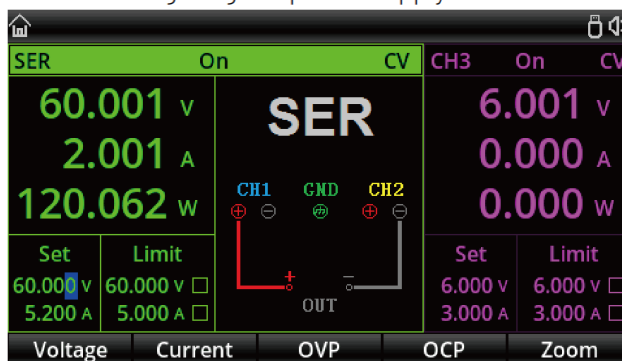 SER On CV CH3 On CV
60.001 V
2.001 A
120.062 W
SER
CH1 GND CH2
+ −
OUT
6.001 V
0.000 A
0.000 W
Set Limit
60.000 V 60.000 V
5.200 A 5.000 A
Set Limit
6.000 V 6.000 V
3.000 A 3.000 A
Voltage Current OVP OCP Zoom